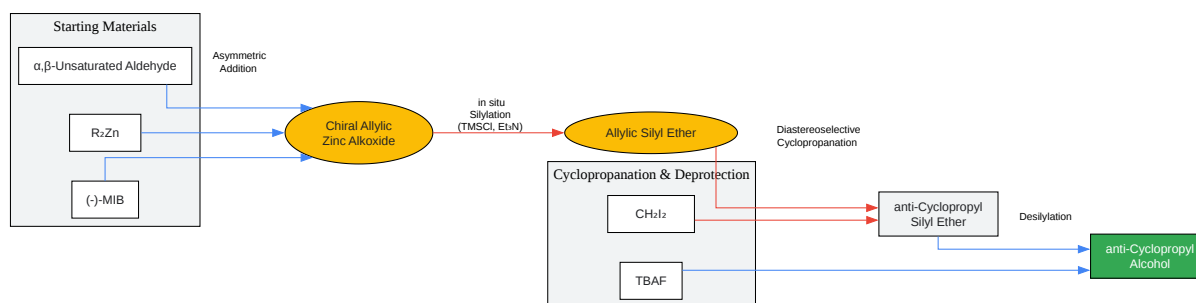 Starting Materials
α,β-Unsaturated Aldehyde
R₂Zn
(-)-MIB
Asymmetric
Addition
Chiral Allylic
Zinc Alkoxide
in situ
Silylation
(TMSCl, Et₃N)
Allylic Silyl Ether
Diastereoselective
Cyclopropanation
Cyclopropanation & Deprotection
CH₂I₂
TBAF
anti-Cyclopropyl
Silyl Ether
Desilylation
anti-Cyclopropyl
Alcohol